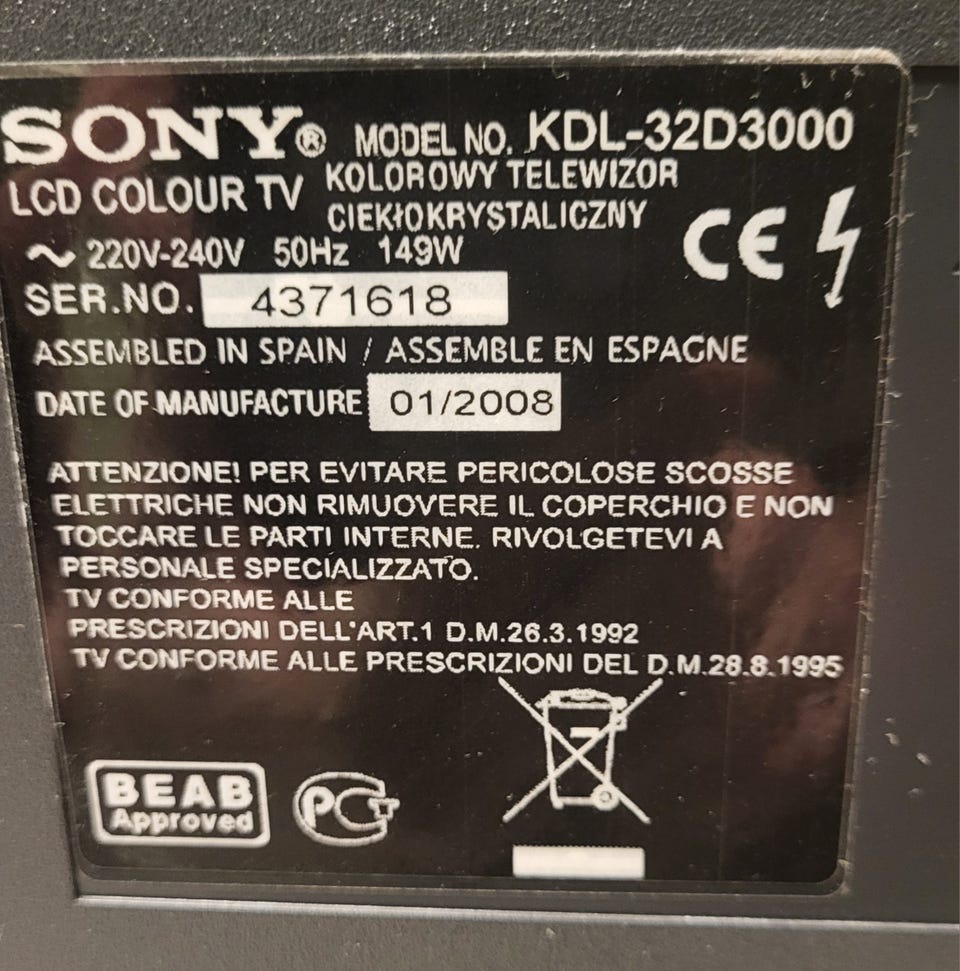 SONY® MODEL NO. KDL-32D3000
LCD COLOUR TV KOLOROWY TELEWIZOR
CIEKŁOKRYSTALICZNY
~ 220V-240V 50Hz 149W
CE
SER.NO. 4371618
ASSEMBLED IN SPAIN / ASSEMBLE EN ESPAGNE
DATE OF MANUFACTURE 01/2008
ATTENZIONE! PER EVITARE PERICOLOSE SCOSSE
ELETTRICHE NON RIMUOVERE IL COPERCHIO E NON
TOCCARE LE PARTI INTERNE. RIVOLGETEVI A
PERSONALE SPECIALIZZATO.
TV CONFORME ALLE
PRESCRIZIONI DELL'ART.1 D.M.26.3.1992
TV CONFORME ALLE PRESCRIZIONI DEL D.M.28.8.1995
BEAB
Approved